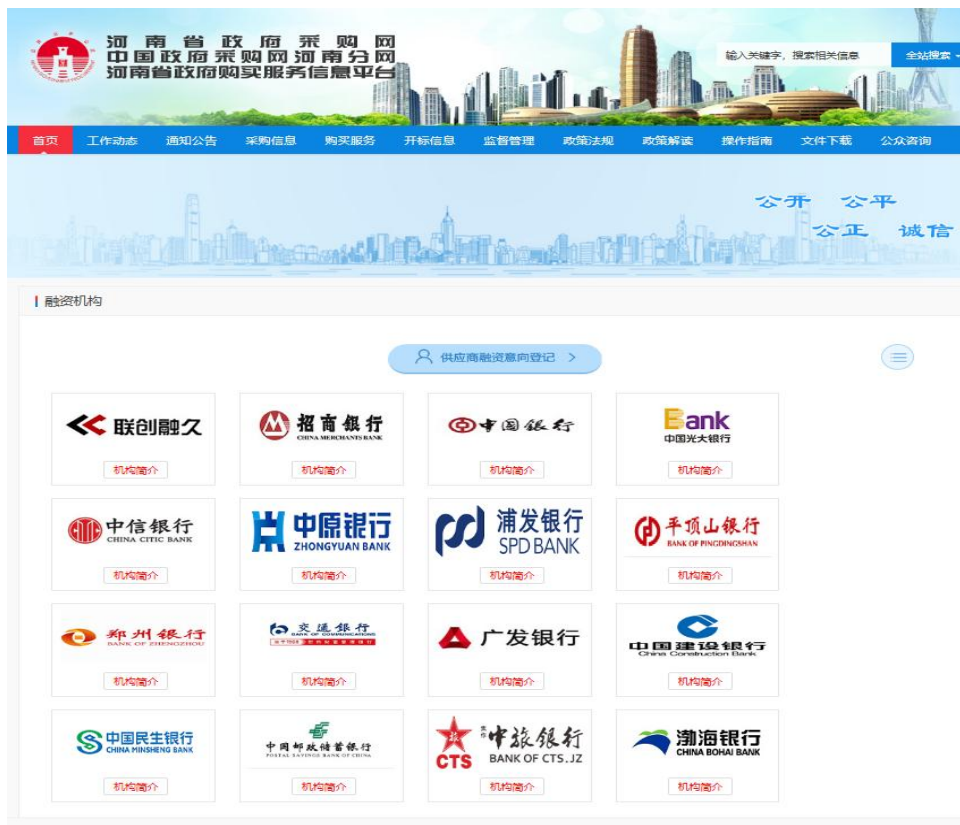 河南省政府采购网
中国政府采购网河南分网
河南省政府购买服务信息平台
输入关键字，搜索相关信息 全站搜索
首页 工作动态 通知公告 采购信息 购买服务 开标信息 监督管理 政策法规 政策解读 操作指南 文件下载 公众咨询
公开 公平
公正 诚信
融资机构
供应商融资意向登记 >
联创融久
机构简介
招商银行
CHINA MERCHANTS BANK
机构简介
中国银行
机构简介
Bank
中国光大银行
机构简介
中信银行
CHINA CITIC BANK
机构简介
中原银行
ZHONGYUAN BANK
机构简介
浦发银行
SPD BANK
机构简介
平顶山银行
BANK OF PINGDINGSHAN
机构简介
郑州银行
BANK OF ZHENGZHOU
机构简介
交通银行
BANK OF COMMUNICATIONS
机构简介
广发银行
机构简介
中国建设银行
China Construction Bank
机构简介
中国民生银行
CHINA MINSHENG BANK
机构简介
中国邮政储蓄银行
POSTAL SAVINGS BANK OF CHINA
机构简介
旅
CTS
焦作中旅银行
BANK OF CTS.JZ
机构简介
渤海银行
CHINA BOHAI BANK
机构简介